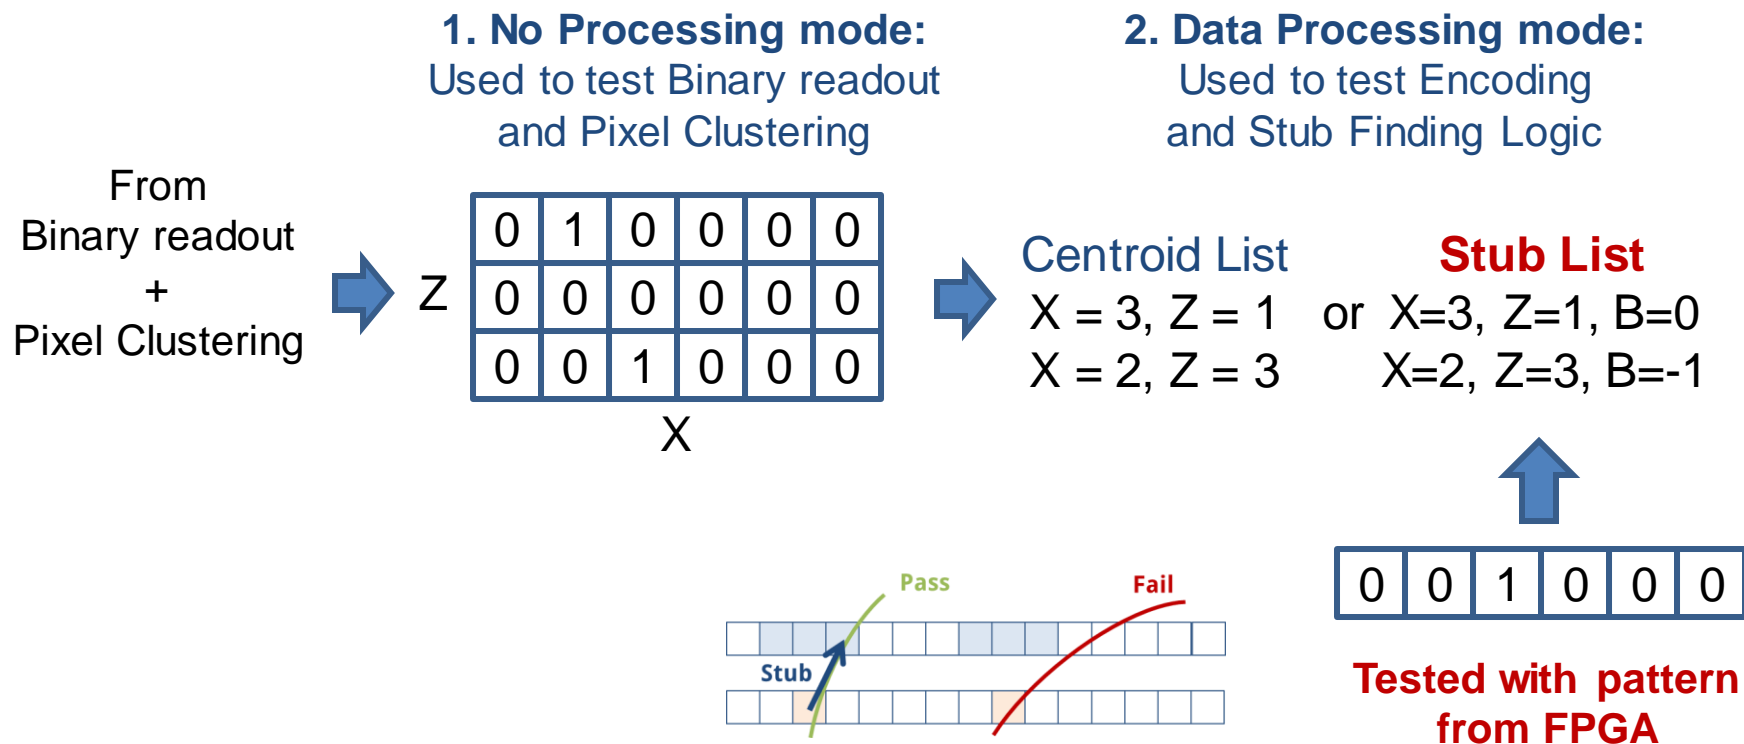 1. No Processing mode:
Used to test Binary readout
and Pixel Clustering
2. Data Processing mode:
Used to test Encoding
and Stub Finding Logic
From
Binary readout
+
Pixel Clustering
Z
0 1 0 0 0 0
0 0 0 0 0 0
0 0 1 0 0 0
X
Centroid List
X = 3, Z = 1
X = 2, Z = 3
or
Stub List
X=3, Z=1, B=0
X=2, Z=3, B=-1
0 0 1 0 0 0
Tested with pattern
from FPGA
Pass
Fail
Stub